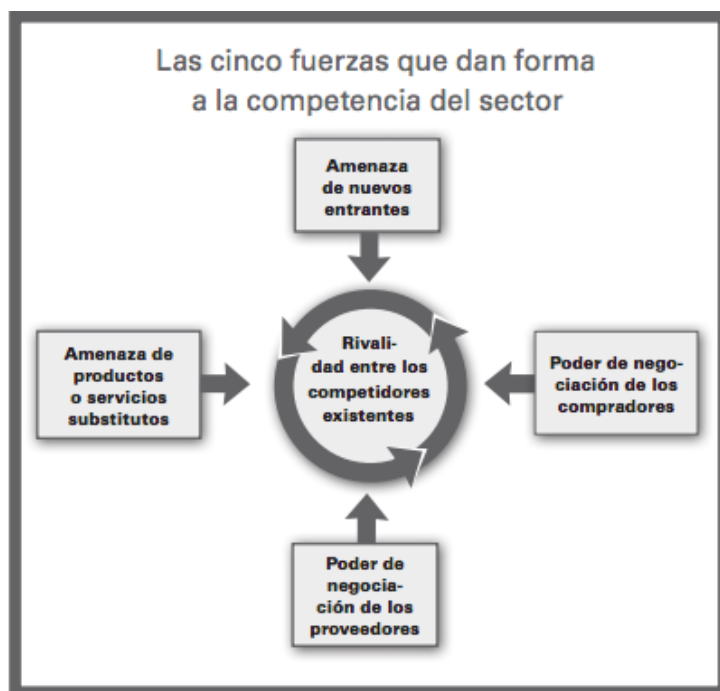 Las cinco fuerzas que dan forma
a la competencia del sector
Amenaza
de nuevos
entrantes
Amenaza de
productos
o servicios
substitutos
Rivali-
dad entre los
competidores
existentes
Poder de nego-
ciación de los
compradores
Poder de
negocia-
ción de los
proveedores